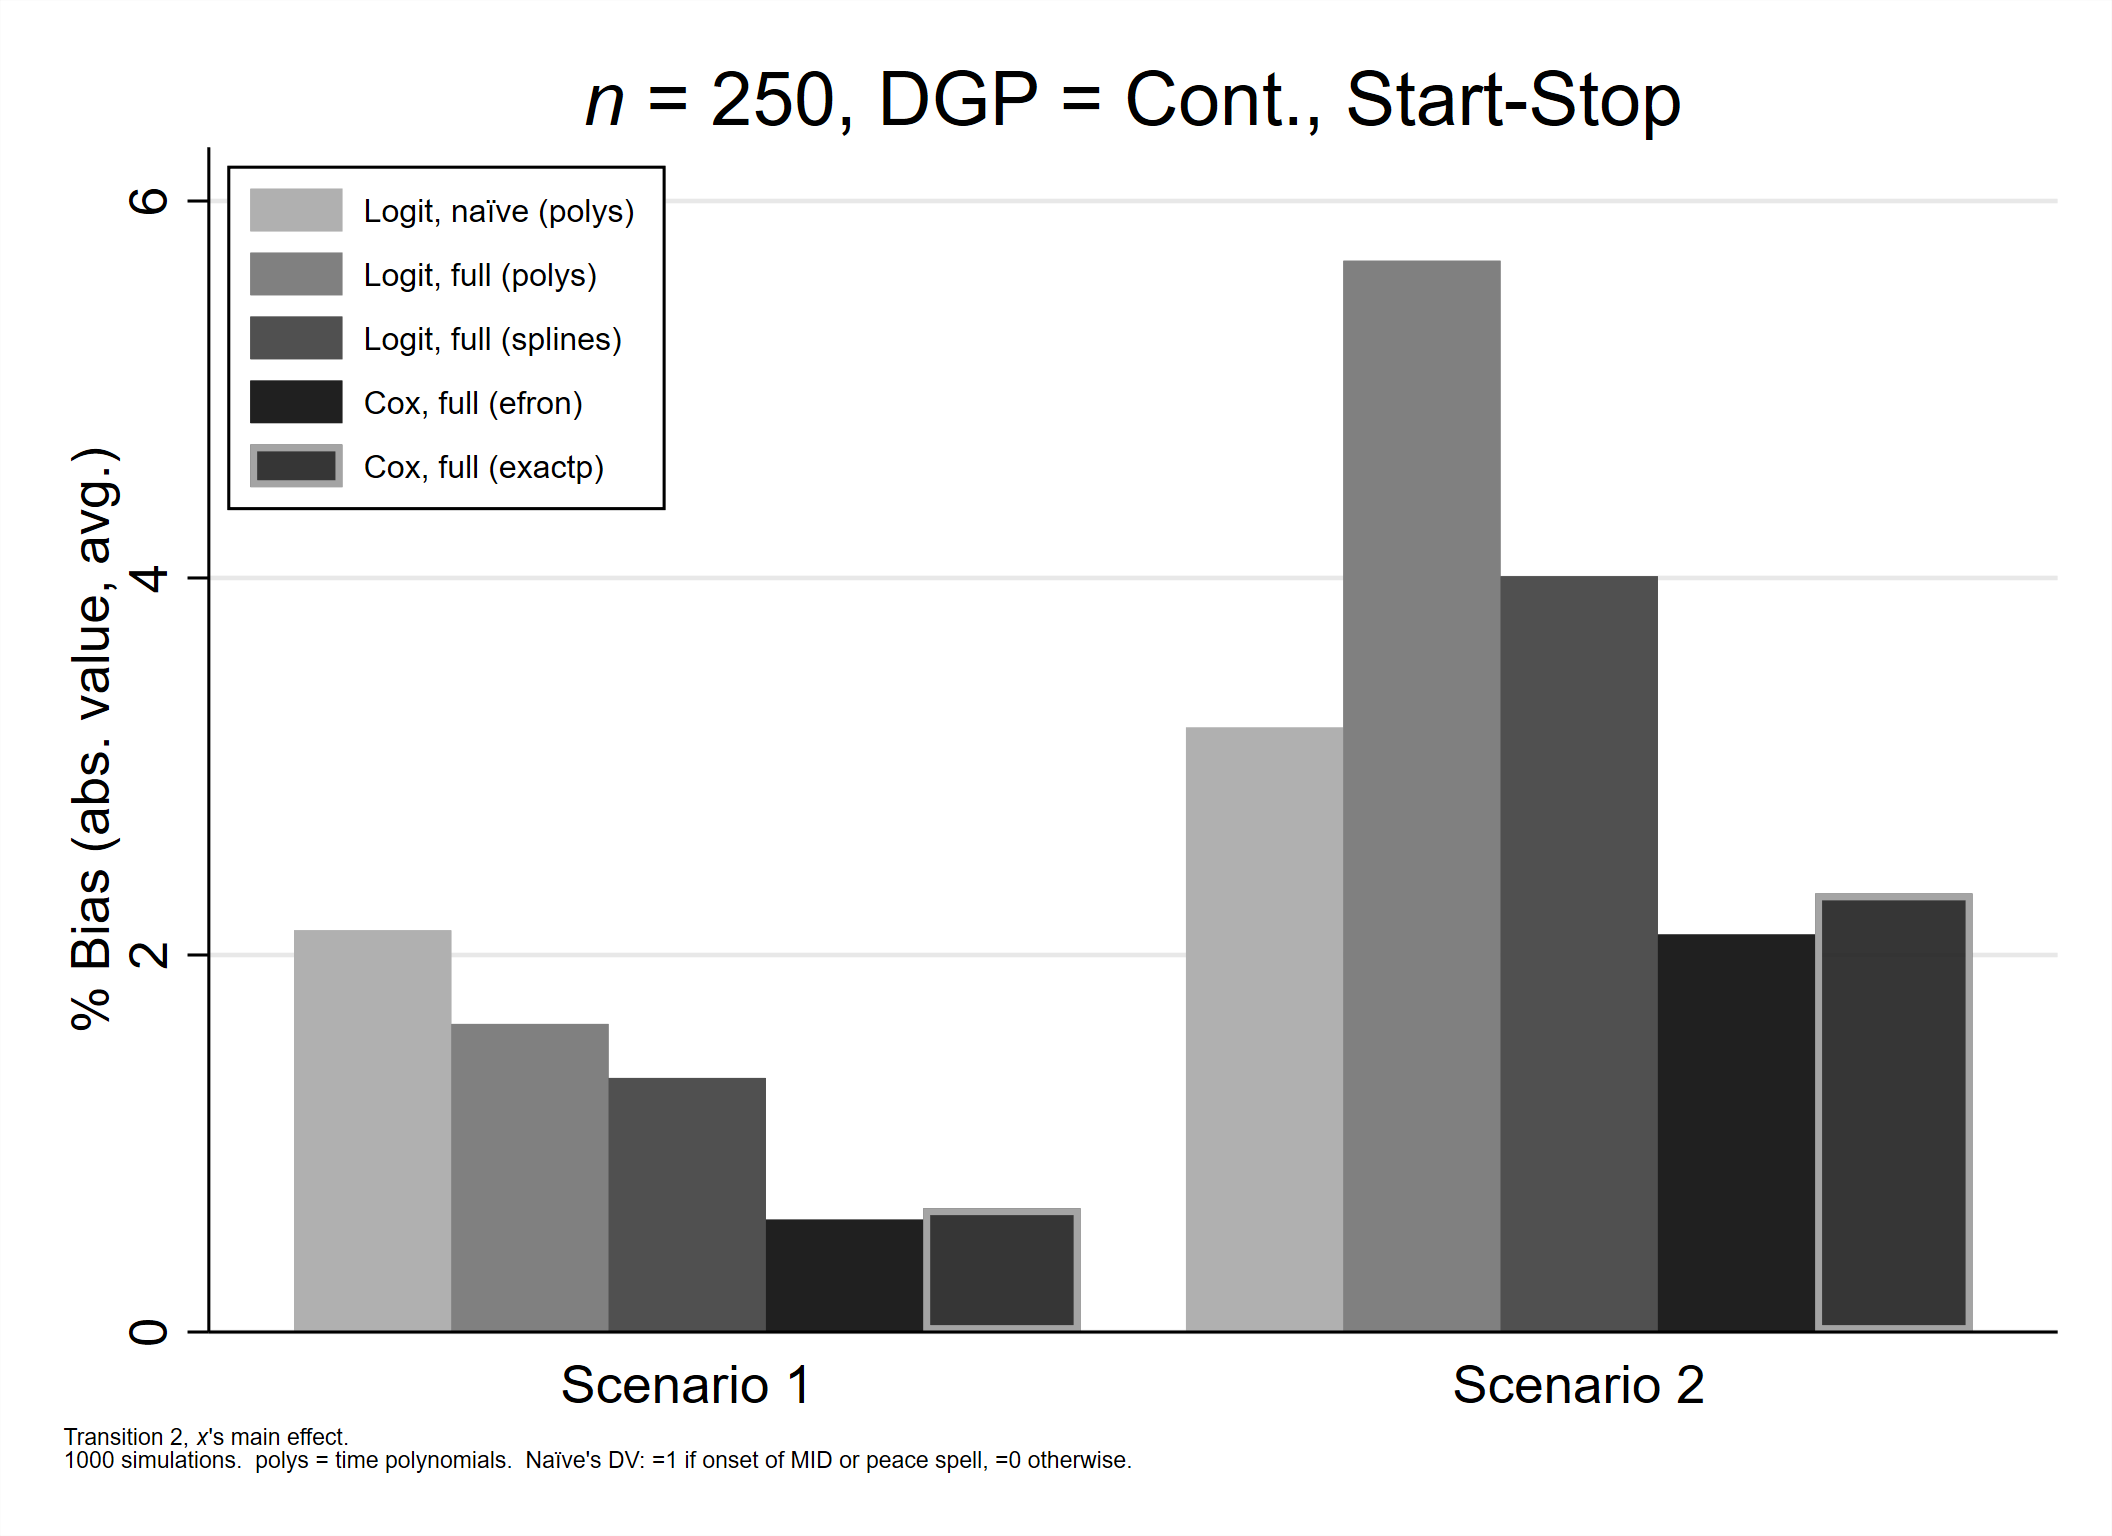 n = 250, DGP = Cont., Start-Stop
% Bias (abs. value, avg.)
6
4
2
0
Logit, naïve (polys)
Logit, full (polys)
Logit, full (splines)
Cox, full (efron)
Cox, full (exactp)
Scenario 1
Scenario 2
Transition 2, x's main effect.
1000 simulations.  polys = time polynomials.  Naïve's DV: =1 if onset of MID or peace spell, =0 otherwise.